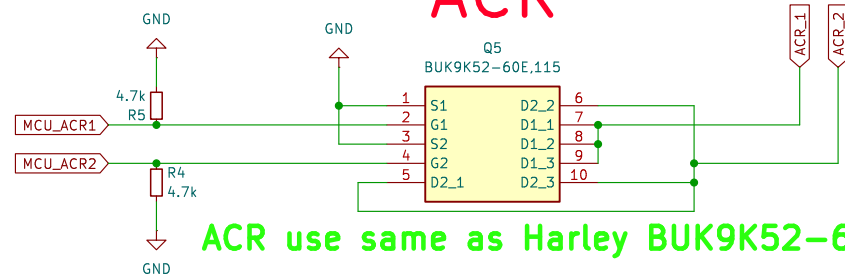 ACR
GND
GND
Q5
BUK9K52-60E,115
ACR_1
ACR_2
4.7k
R5
MCU_ACR1
MCU_ACR2
R4
4.7k
1 S1 D2_2 6
2 G1 D1_1 7
3 S2 D1_2 8
4 G2 D1_3 9
5 D2_1 D2_3 10
ACR use same as Harley BUK9K52-6
GND